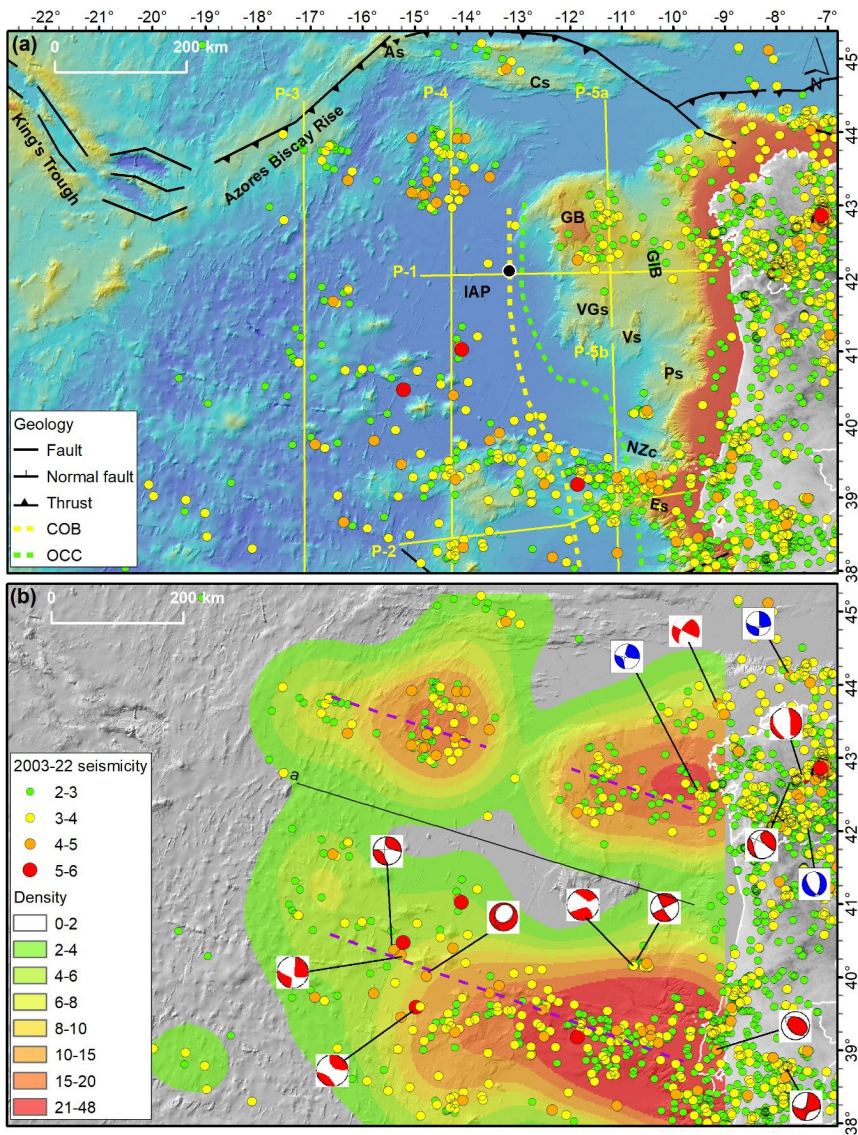 -22 -21 -20 -19 -18 -17 -16 -15 -14 -13 -12 -11 -10 -9 -8 -7
(a)
0 200 km
As
Cs
P-3
P-4
P-5a
N
King's Trough
Azores Biscay Rise
GB
GIB
P-1
IAP
VGs
Vs
P-5b
Ps
NZc
Es
P-2
45°
44°
43°
42°
41°
40°
39°
38°
Geology
Fault
Normal fault
Thrust
COB
OCC
(b)
0 200 km
a
45°
44°
43°
42°
41°
40°
39°
38°
2003-22 seismicity
2-3
3-4
4-5
5-6
Density
0-2
2-4
4-6
6-8
8-10
10-15
15-20
21-48